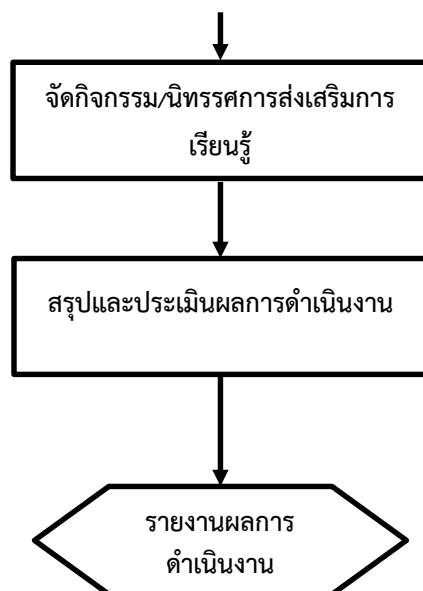 จัดกิจกรรม/นิทรรศการส่งเสริมการ
เรียนรู้
สรุปและประเมินผลการดำเนินงาน
รายงานผลการ
ดำเนินงาน